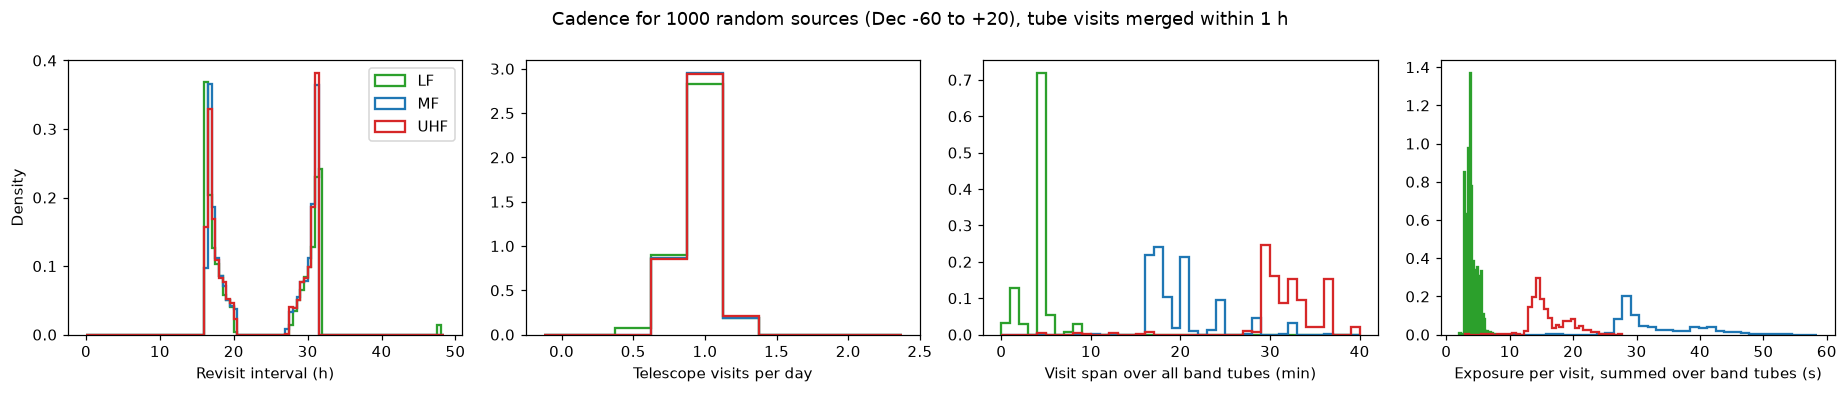 Cadence for 1000 random sources (Dec -60 to +20), tube visits merged within 1 h
Density
0.4
0.3
0.2
0.1
0.0
0 10 20 30 40 50
Revisit interval (h)
LF
MF
UHF
3.0
2.5
2.0
1.5
1.0
0.5
0.0
0.0 0.5 1.0 1.5 2.0 2.5
Telescope visits per day
0.7
0.6
0.5
0.4
0.3
0.2
0.1
0.0
0 10 20 30 40
Visit span over all band tubes (min)
1.4
1.2
1.0
0.8
0.6
0.4
0.2
0.0
0 10 20 30 40 50 60
Exposure per visit, summed over band tubes (s)